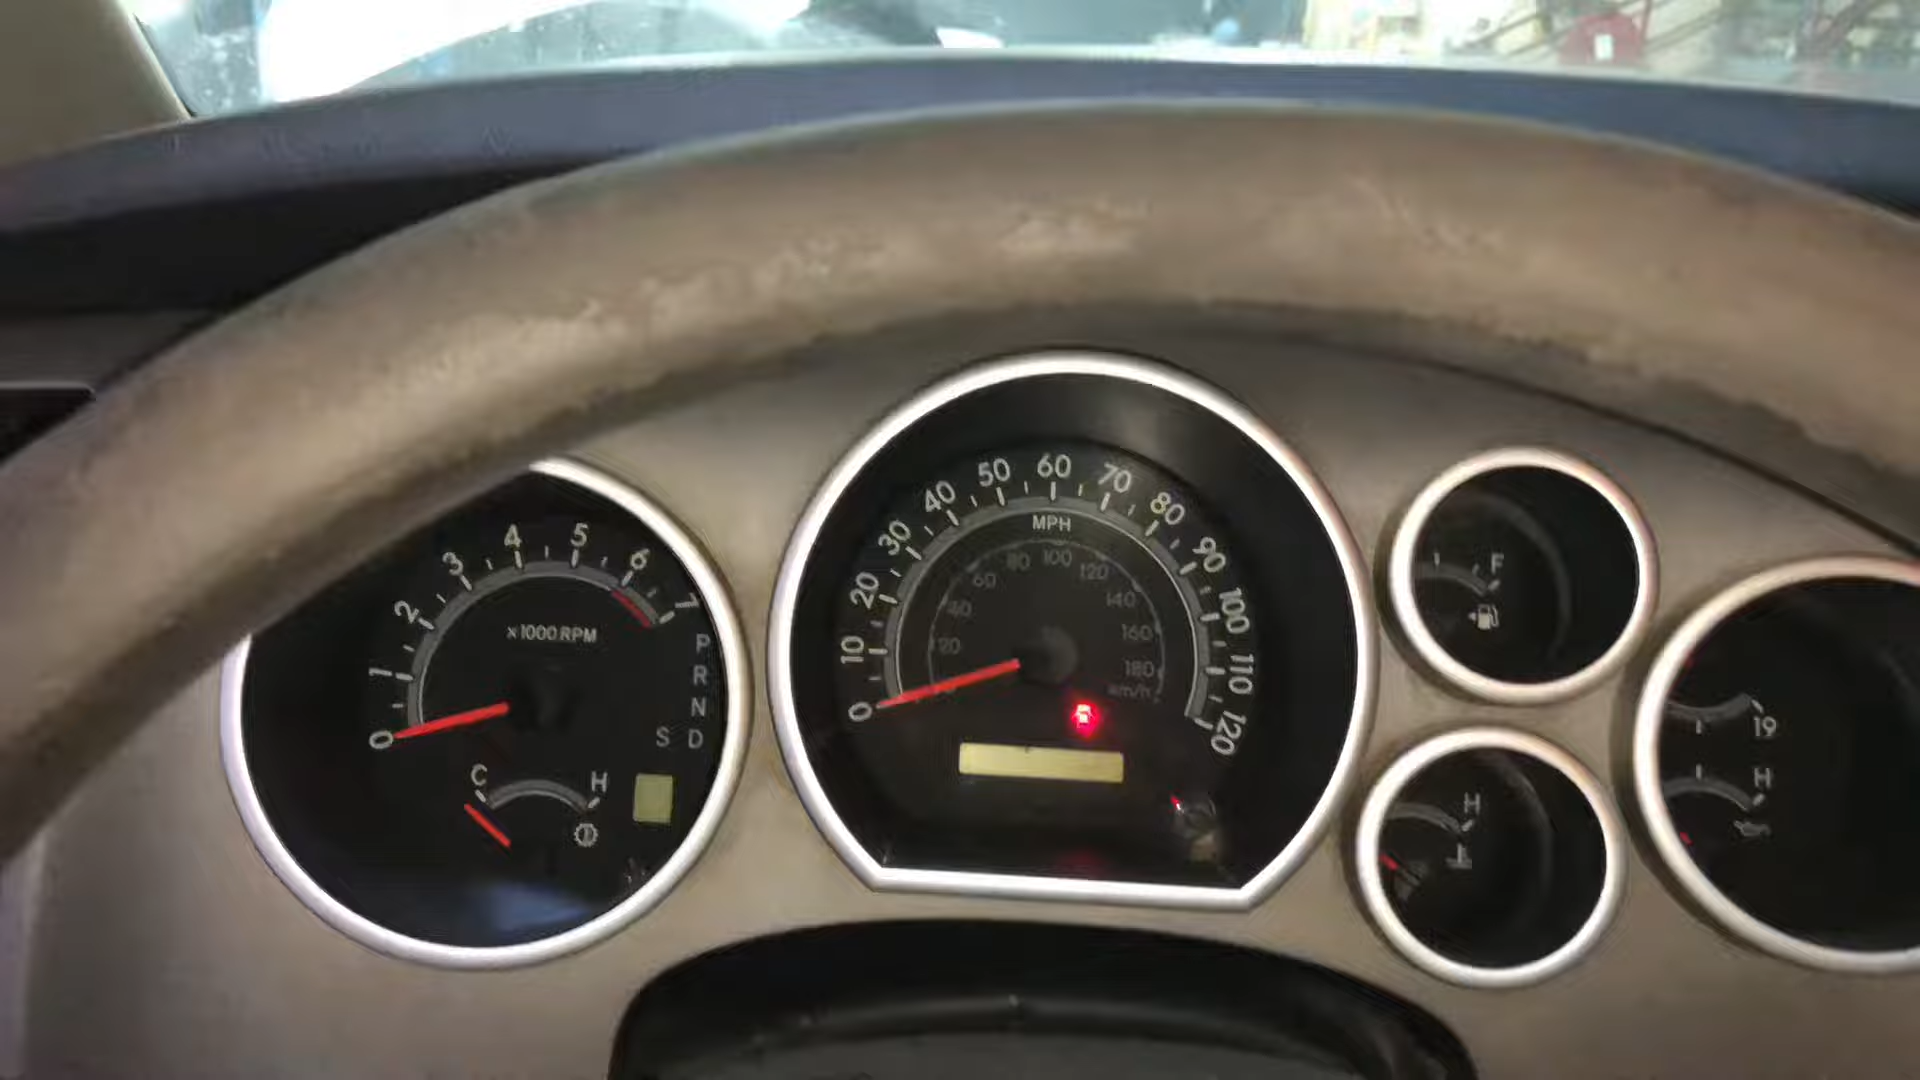 0 1 2 3 4 5 6 7
x1000 RPM
P
R
N
S D
C H
0 10 20 30 40 50 60 70 80 90 100 110 120
MPH
20 40 60 80 100 120 140 160 180
km/h
F
H
19
H